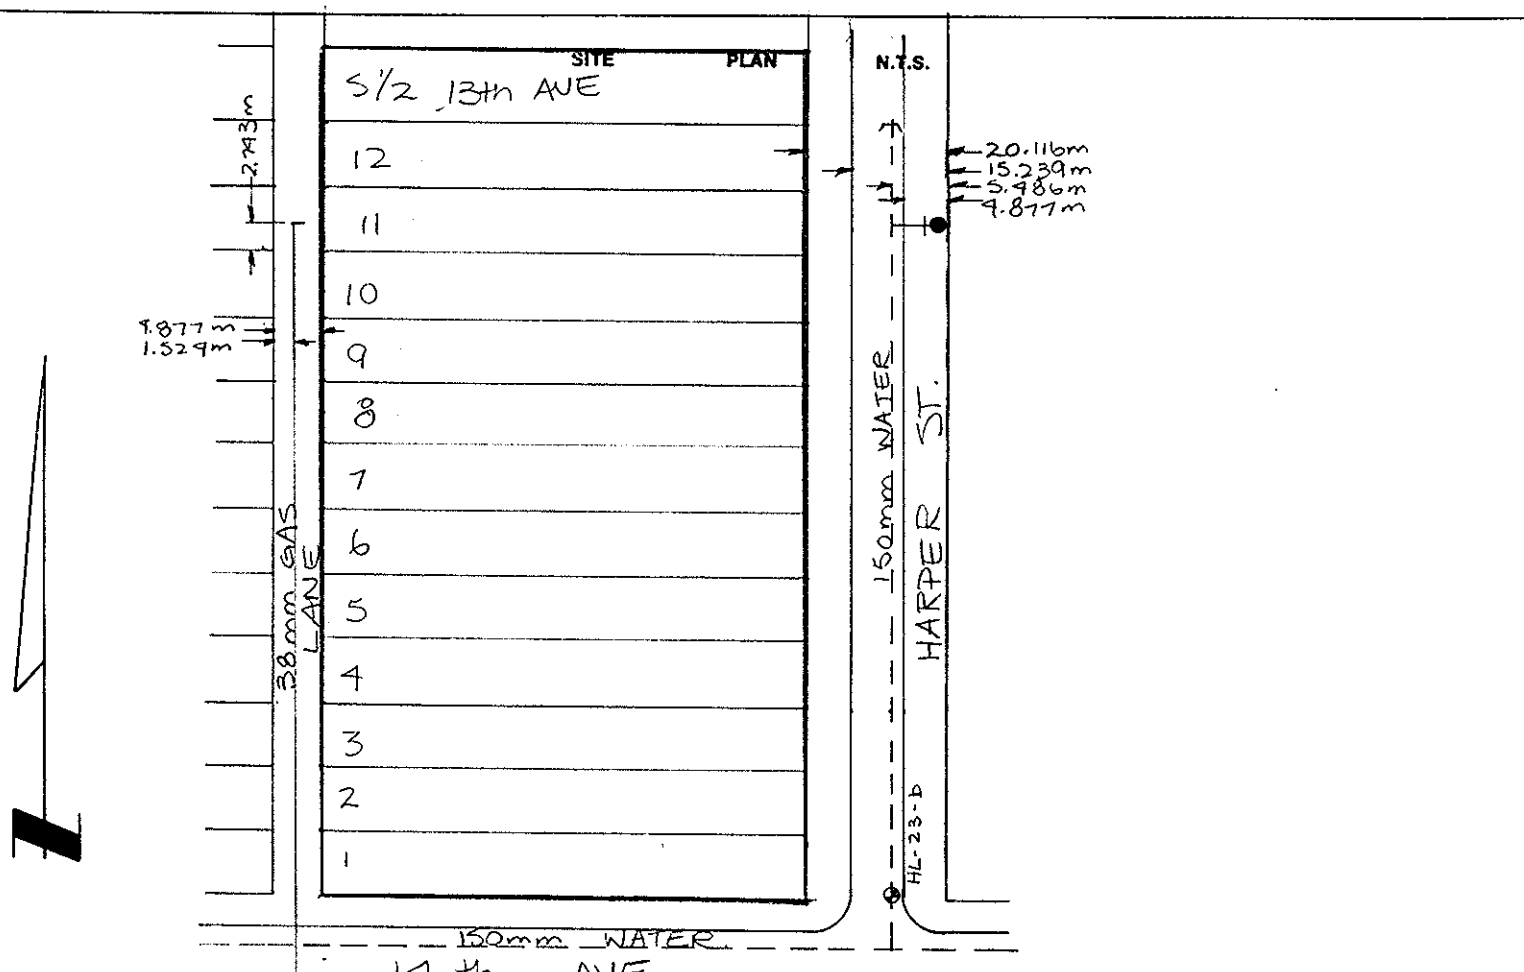 SITE PLAN N.T.S.
S 1/2 13th AVE
12
11
10
9
8
7
6
5
4
3
2
1
2.743m
4.877m
1.524m
38mm GAS
LANE
20.116m
15.239m
5.486m
4.877m
150mm WATER
HARPER ST.
HL-23-D
150mm WATER
AVE